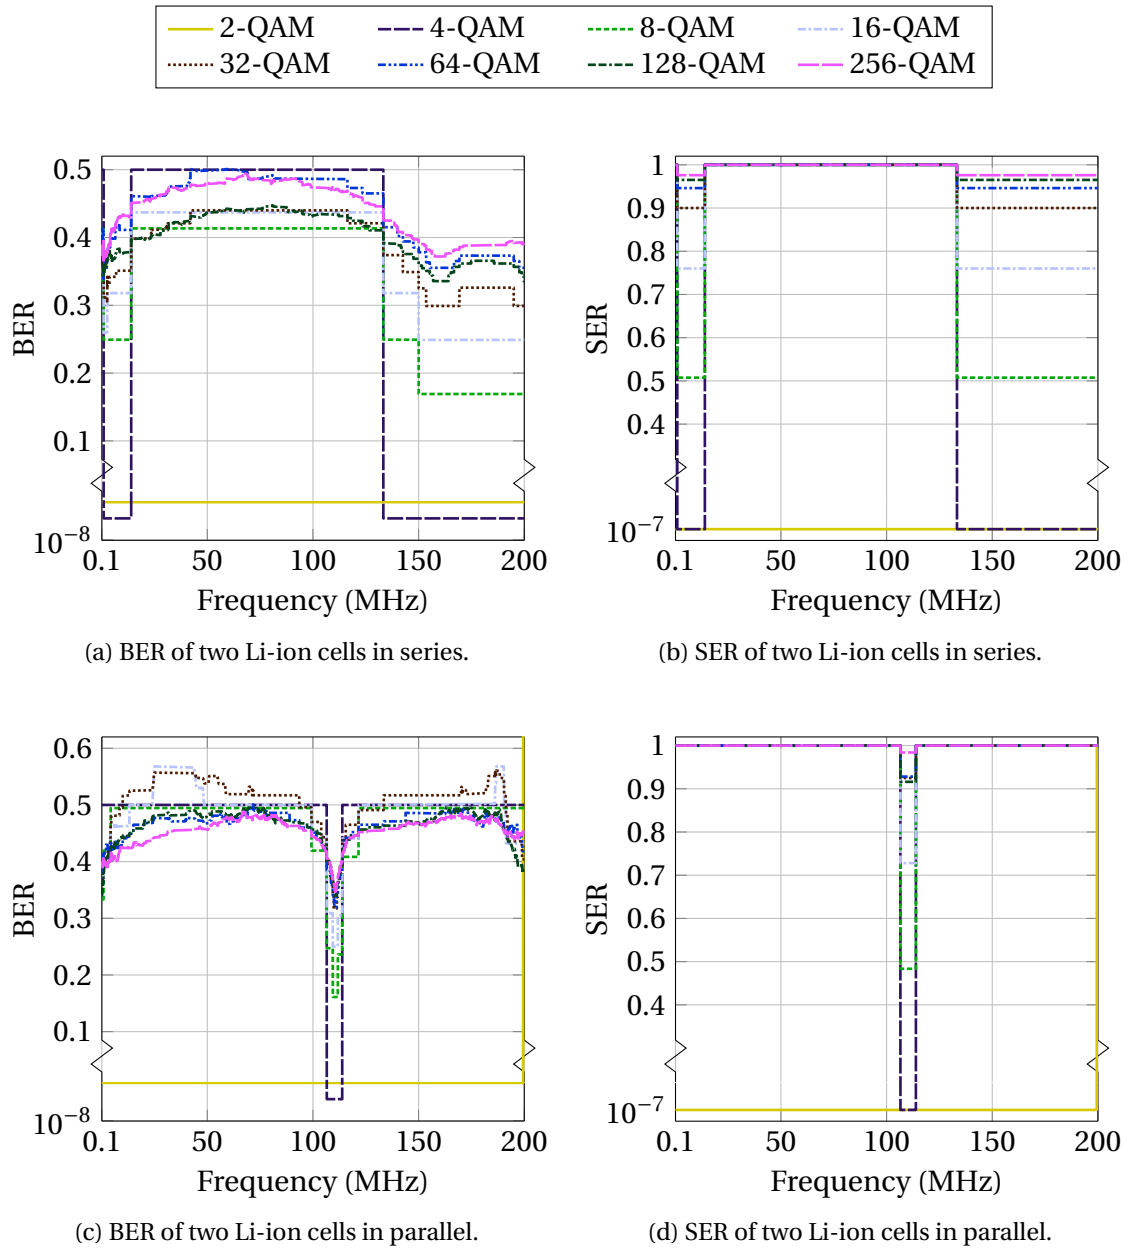 2-QAM 4-QAM 8-QAM 16-QAM
32-QAM 64-QAM 128-QAM 256-QAM
0.5
0.4
0.3
0.2
0.1
10⁻⁸
BER
0.1 50 100 150 200
Frequency (MHz)
(a) BER of two Li-ion cells in series.
1
0.9
0.8
0.7
0.6
0.5
0.4
10⁻⁷
SER
0.1 50 100 150 200
Frequency (MHz)
(b) SER of two Li-ion cells in series.
0.6
0.5
0.4
0.3
0.2
0.1
10⁻⁸
BER
0.1 50 100 150 200
Frequency (MHz)
(c) BER of two Li-ion cells in parallel.
1
0.9
0.8
0.7
0.6
0.5
0.4
10⁻⁷
SER
0.1 50 100 150 200
Frequency (MHz)
(d) SER of two Li-ion cells in parallel.